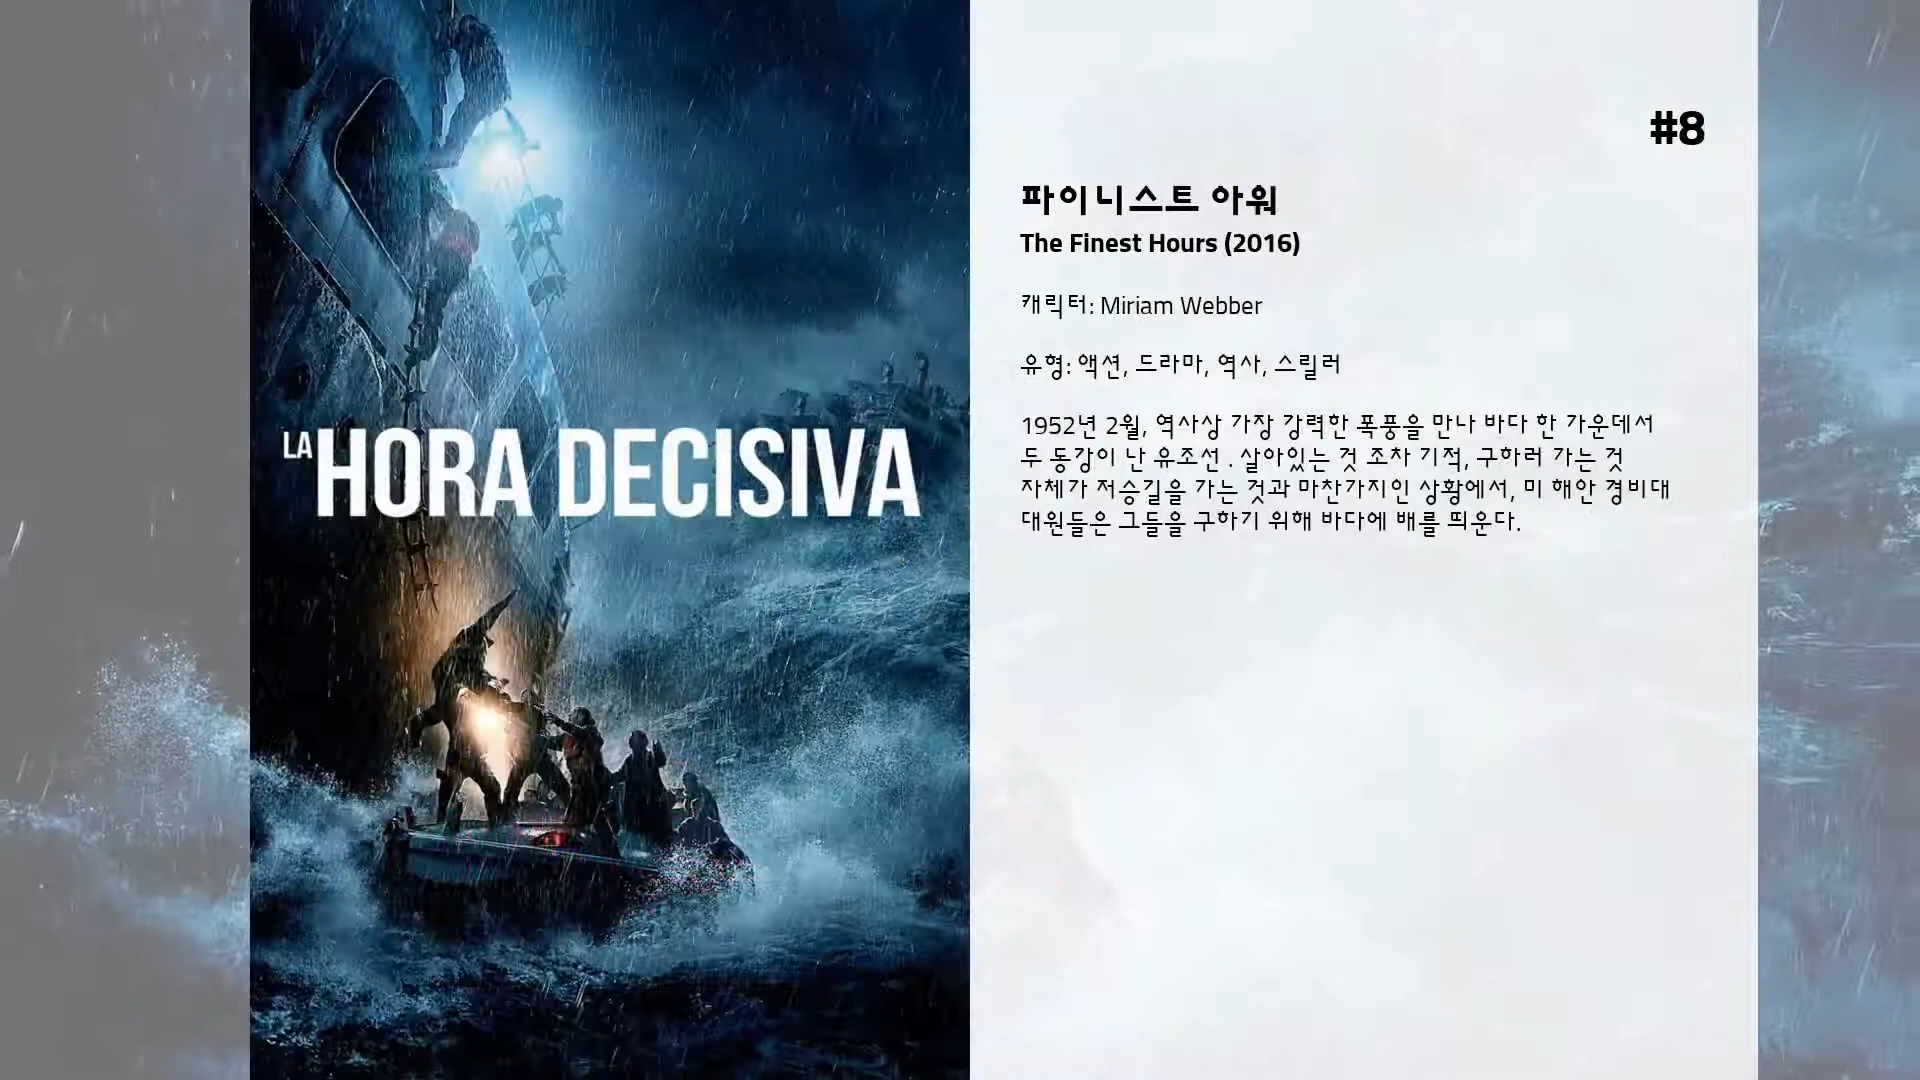 LA HORA DECISIVA
#8
파이니스트 아워
The Finest Hours (2016)
캐릭터: Miriam Webber
유형: 액션, 드라마, 역사, 스릴러
1952년 2월, 역사상 가장 강력한 폭풍을 만나 바다 한 가운데서
두 동강이 난 유조선 . 살아있는 것 조차 기적, 구하러 가는 것
자체가 저승길을 가는 것과 마찬가지인 상황에서, 미 해안 경비대
대원들은 그들을 구하기 위해 바다에 배를 띄운다.